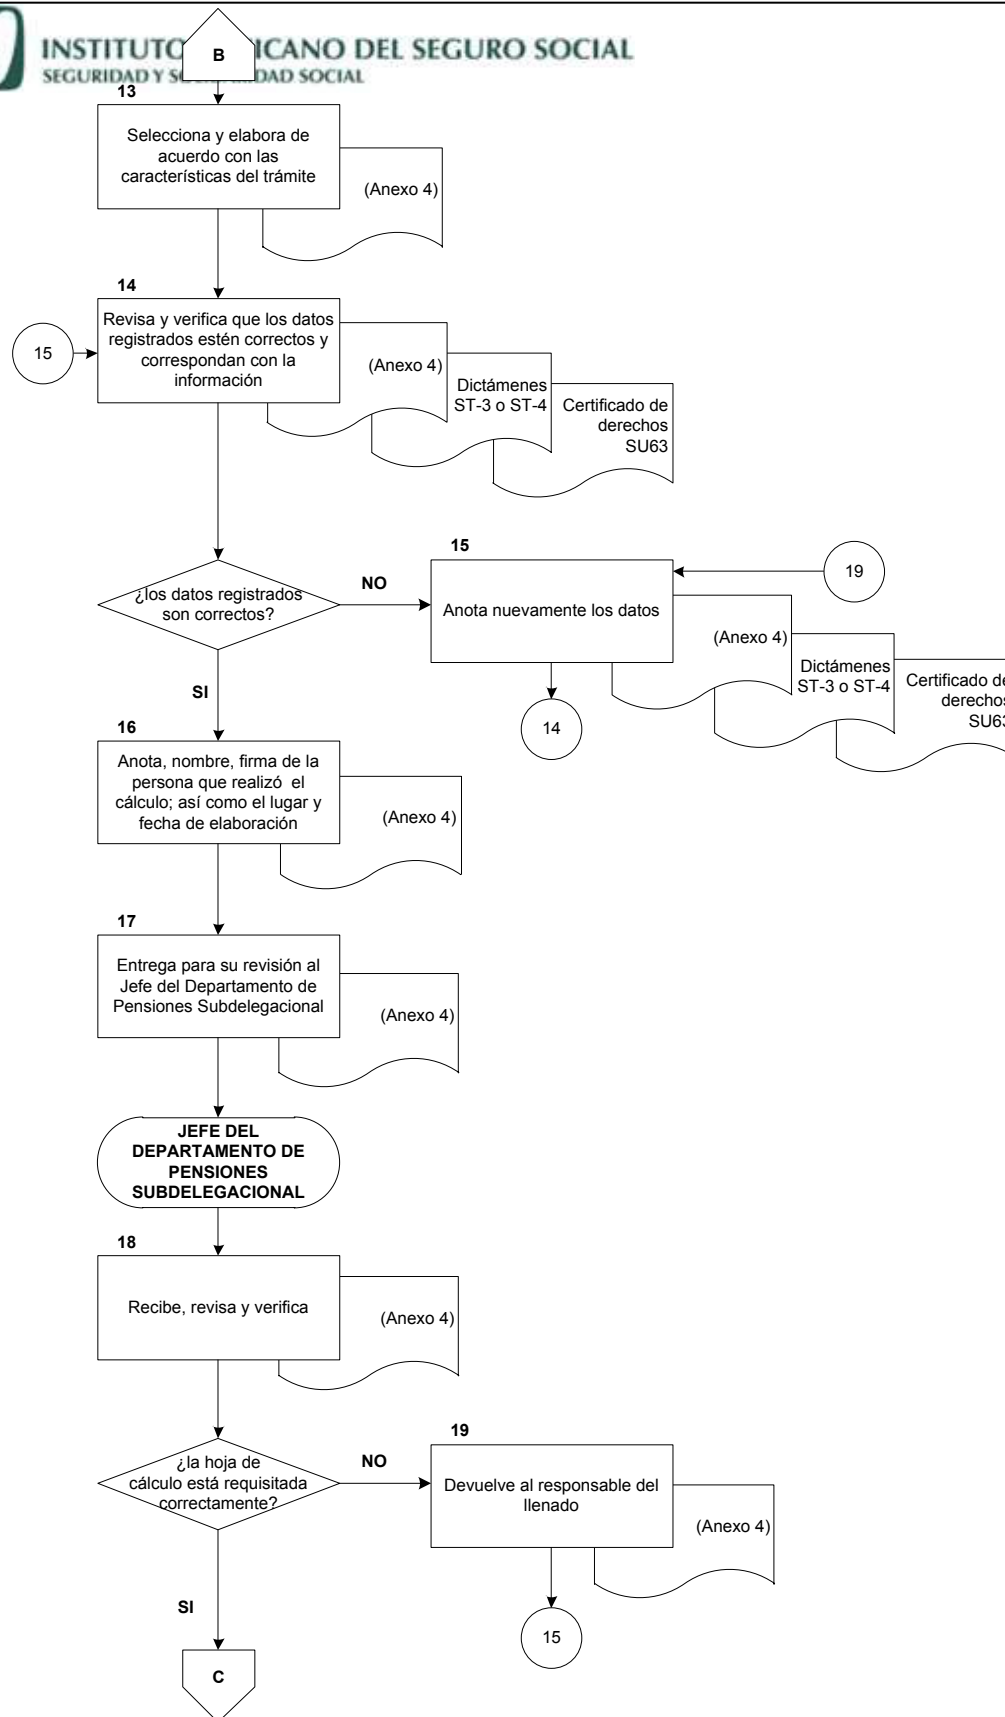 INSTITUTO ICANO DEL SEGURO SOCIAL
SEGURIDAD Y S DAD SOCIAL
B
13
Selecciona y elabora de
acuerdo con las
características del trámite
(Anexo 4)
14
Revisa y verifica que los datos
registrados estén correctos y
correspondan con la
información
15
(Anexo 4)
Dictámenes
ST-3 o ST-4
Certificado de
derechos
SU63
¿los datos registrados
son correctos?
NO
SI
15
Anota nuevamente los datos
19
(Anexo 4)
Dictámenes
ST-3 o ST-4
Certificado de
derechos
SU63
14
16
Anota, nombre, firma de la
persona que realizó el
cálculo; así como el lugar y
fecha de elaboración
(Anexo 4)
17
Entrega para su revisión al
Jefe del Departamento de
Pensiones Subdelegacional
(Anexo 4)
JEFE DEL
DEPARTAMENTO DE
PENSIONES
SUBDELEGACIONAL
18
Recibe, revisa y verifica
(Anexo 4)
¿la hoja de
cálculo está requisitada
correctamente?
NO
SI
19
Devuelve al responsable del
llenado
(Anexo 4)
15
C